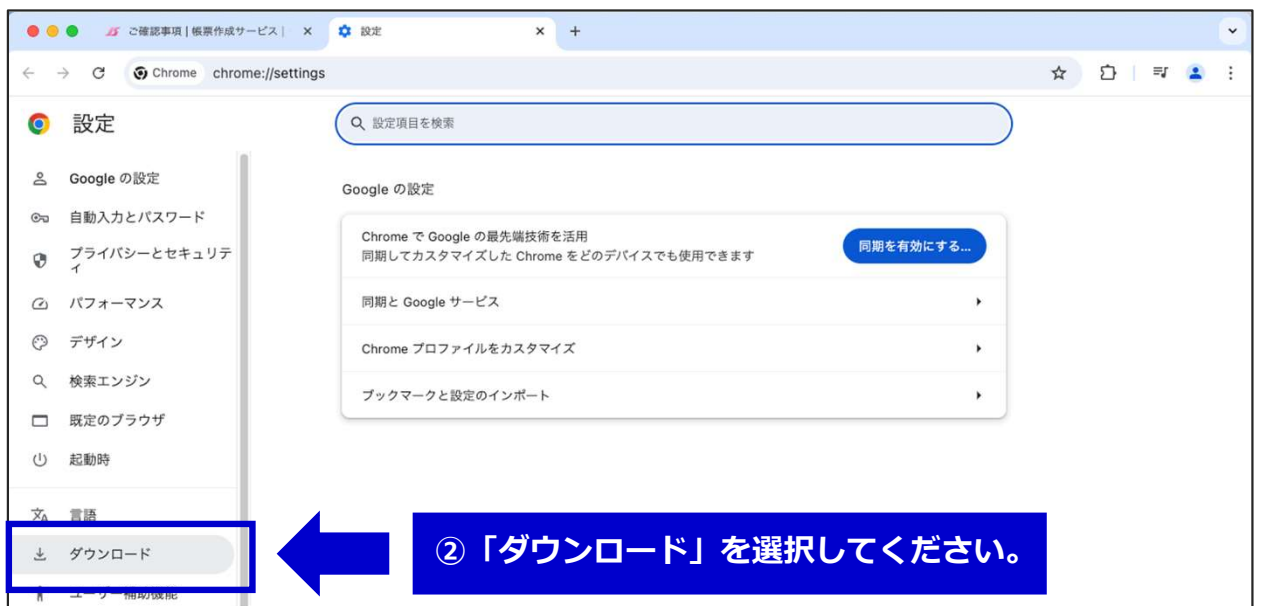 ご確認事項 | 帳票作成サービス |
設定
Chrome
chrome://settings
設定
設定項目を検索
Google の設定
自動入力とパスワード
プライバシーとセキュリテ
ィ
パフォーマンス
デザイン
検索エンジン
既定のブラウザ
起動時
言語
ダウンロード
ユーザー補助機能
Google の設定
Chrome で Google の最先端技術を活用
同期してカスタマイズした Chrome をどのデバイスでも使用できます
同期を有効にする...
同期と Google サービス
Chrome プロファイルをカスタマイズ
ブックマークと設定のインポート
②「ダウンロード」を選択してください。